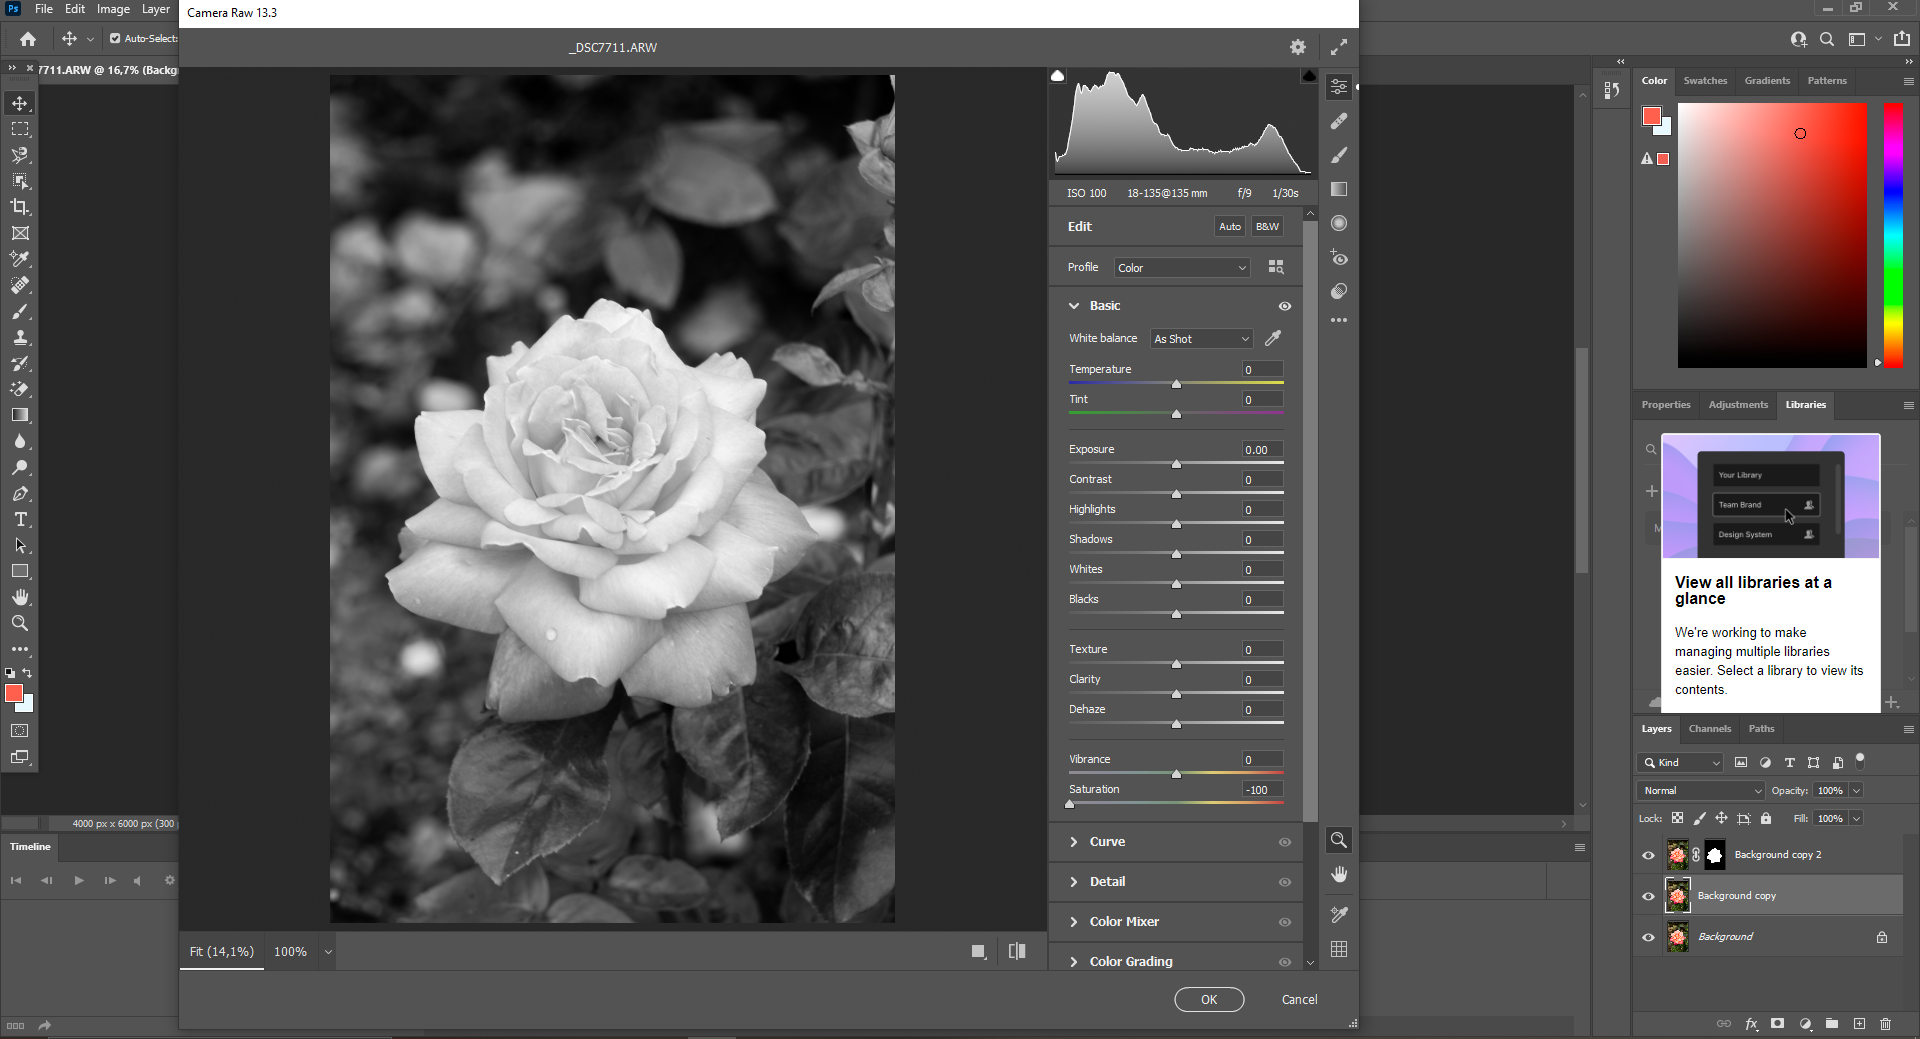 Ps File Edit Image Layer
Camera Raw 13.3
Auto-Select:
_DSC7711.ARW
7711.ARW @ 16,7% (Backg
ISO 100 18-135@135 mm f/9 1/30s
Edit Auto B&W
Profile Color
Basic
White balance As Shot
Temperature 0
Tint 0
Exposure 0.00
Contrast 0
Highlights 0
Shadows 0
Whites 0
Blacks 0
Texture 0
Clarity 0
Dehaze 0
Vibrance 0
Saturation -100
Curve
Detail
Color Mixer
Color Grading
Fit (14,1%) 100%
OK Cancel
4000 px x 6000 px (300 p
Timeline
Color Swatches Gradients Patterns
Properties Adjustments Libraries
Your Library
Team Brand
Design System
M
View all libraries at a
glance
We're working to make
managing multiple libraries
easier. Select a library to view its
contents.
Layers Channels Paths
Kind
Normal Opacity: 100%
Lock: Fill: 100%
Background copy 2
Background copy
Background
fx